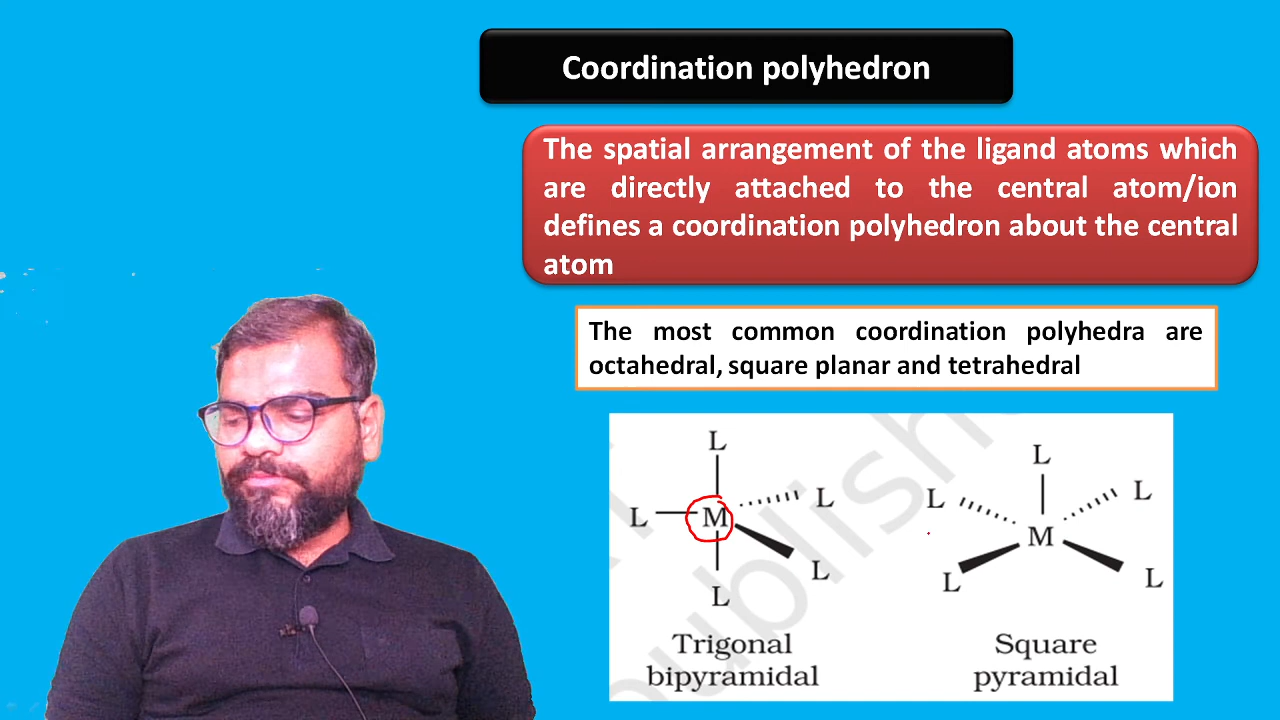 Coordination polyhedron
The spatial arrangement of the ligand atoms which
are directly attached to the central atom/ion
defines a coordination polyhedron about the central
atom
The most common coordination polyhedra are
octahedral, square planar and tetrahedral
L
L
L M
L
L
Trigonal
bipyramidal
L
L
L
M
L
L
Square
pyramidal
publish